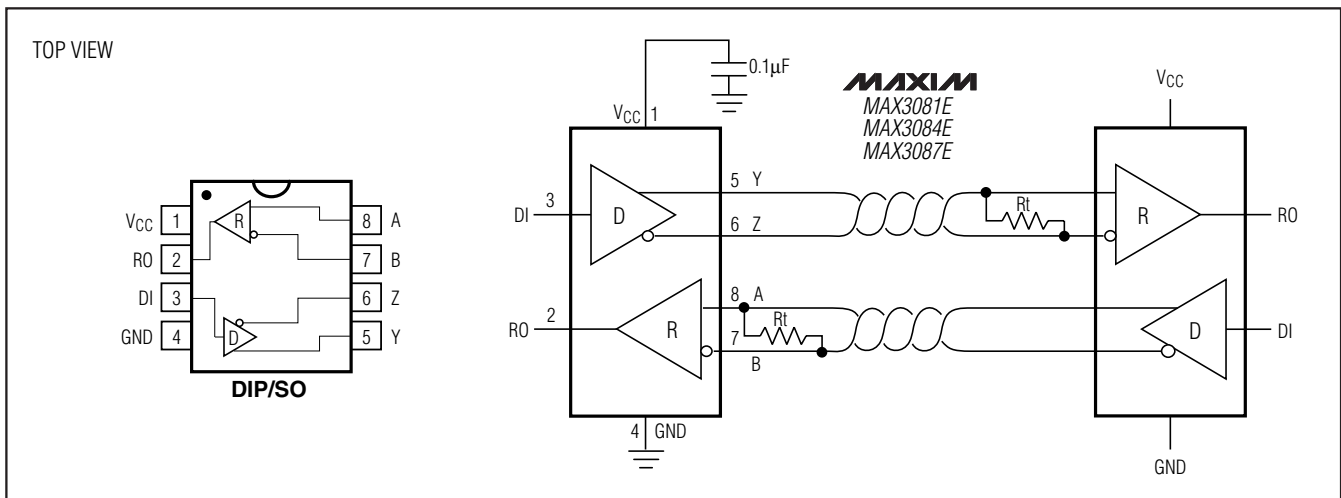 TOP VIEW
VCC 1
RO 2
DI 3
GND 4
8 A
7 B
6 Z
5 Y
R
D
DIP/SO
0.1μF
VCC 1
MAXIM
MAX3081E
MAX3084E
MAX3087E
VCC
DI 3
D
5 Y
6 Z
Rt
R
RO
RO 2
R
8 A
Rt
7
B
D
DI
4 GND
GND